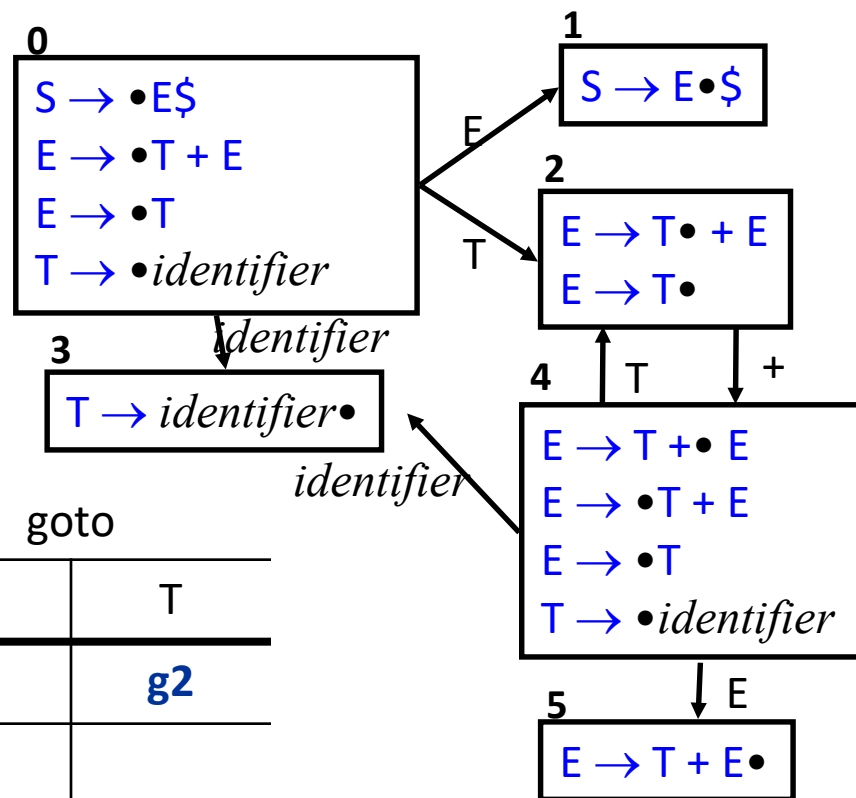 0
S → •E$
E → •T + E
E → •T
T → •identifier
E
1
S → E•$
T
2
E → T• + E
E → T•
identifier
3
T → identifier•
T
+
identifier
4
E → T +• E
E → •T + E
E → •T
T → •identifier
E
5
E → T + E•
goto
T
g2